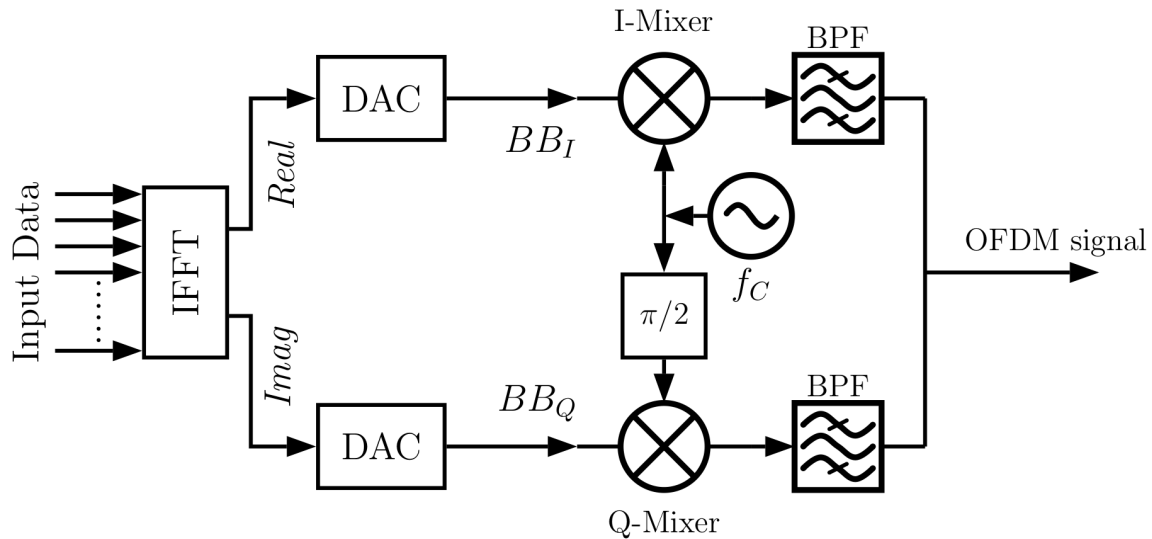 I-Mixer
BPF
DAC
BB_I
Real
Input Data
IFFT
f_C
OFDM signal
π/2
Imag
BB_Q
BPF
DAC
Q-Mixer